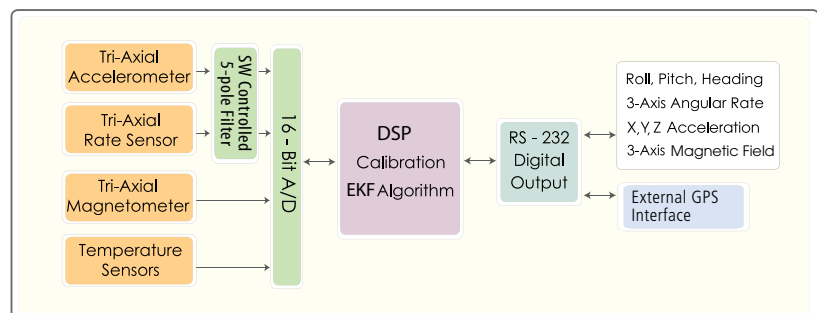 Tri-Axial
Accelerometer
Tri-Axial
Rate Sensor
Tri-Axial
Magnetometer
Temperature
Sensors
SW Controlled
5-pole Filter
16 - Bit A/D
DSP
Calibration
EKF Algorithm
RS - 232
Digital
Output
Roll, Pitch, Heading
3-Axis Angular Rate
X,Y, Z Acceleration
3-Axis Magnetic Field
External GPS
Interface